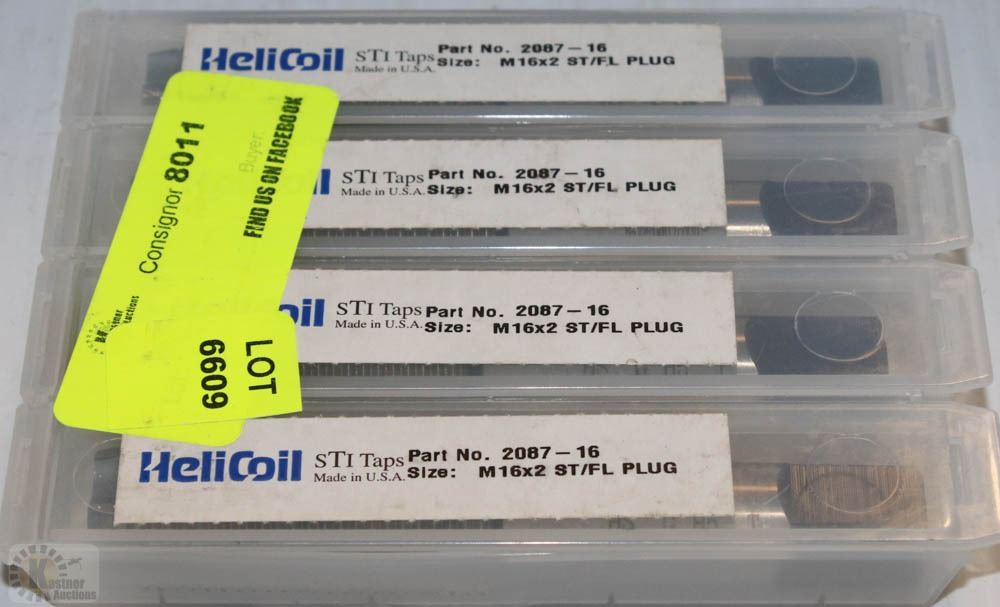 HeliCoil STI Taps Part No. 2087-16
Made in U.S.A. Size: M16x2 ST/FL PLUG
STI Taps Part No. 2087-16
Made in U.S.A. Size: M16x2 ST/FL PLUG
oil STI Taps Part No. 2087-16
Made in U.S.A. Size: M16x2 ST/FL PLUG
HeliCoil STI Taps Part No. 2087-16
Made in U.S.A. Size: M16x2 ST/FL PLUG
Consignor 8011
Buyer:
FIND US ON FACEBOOK
LOT
6099
Kastner
Auctions